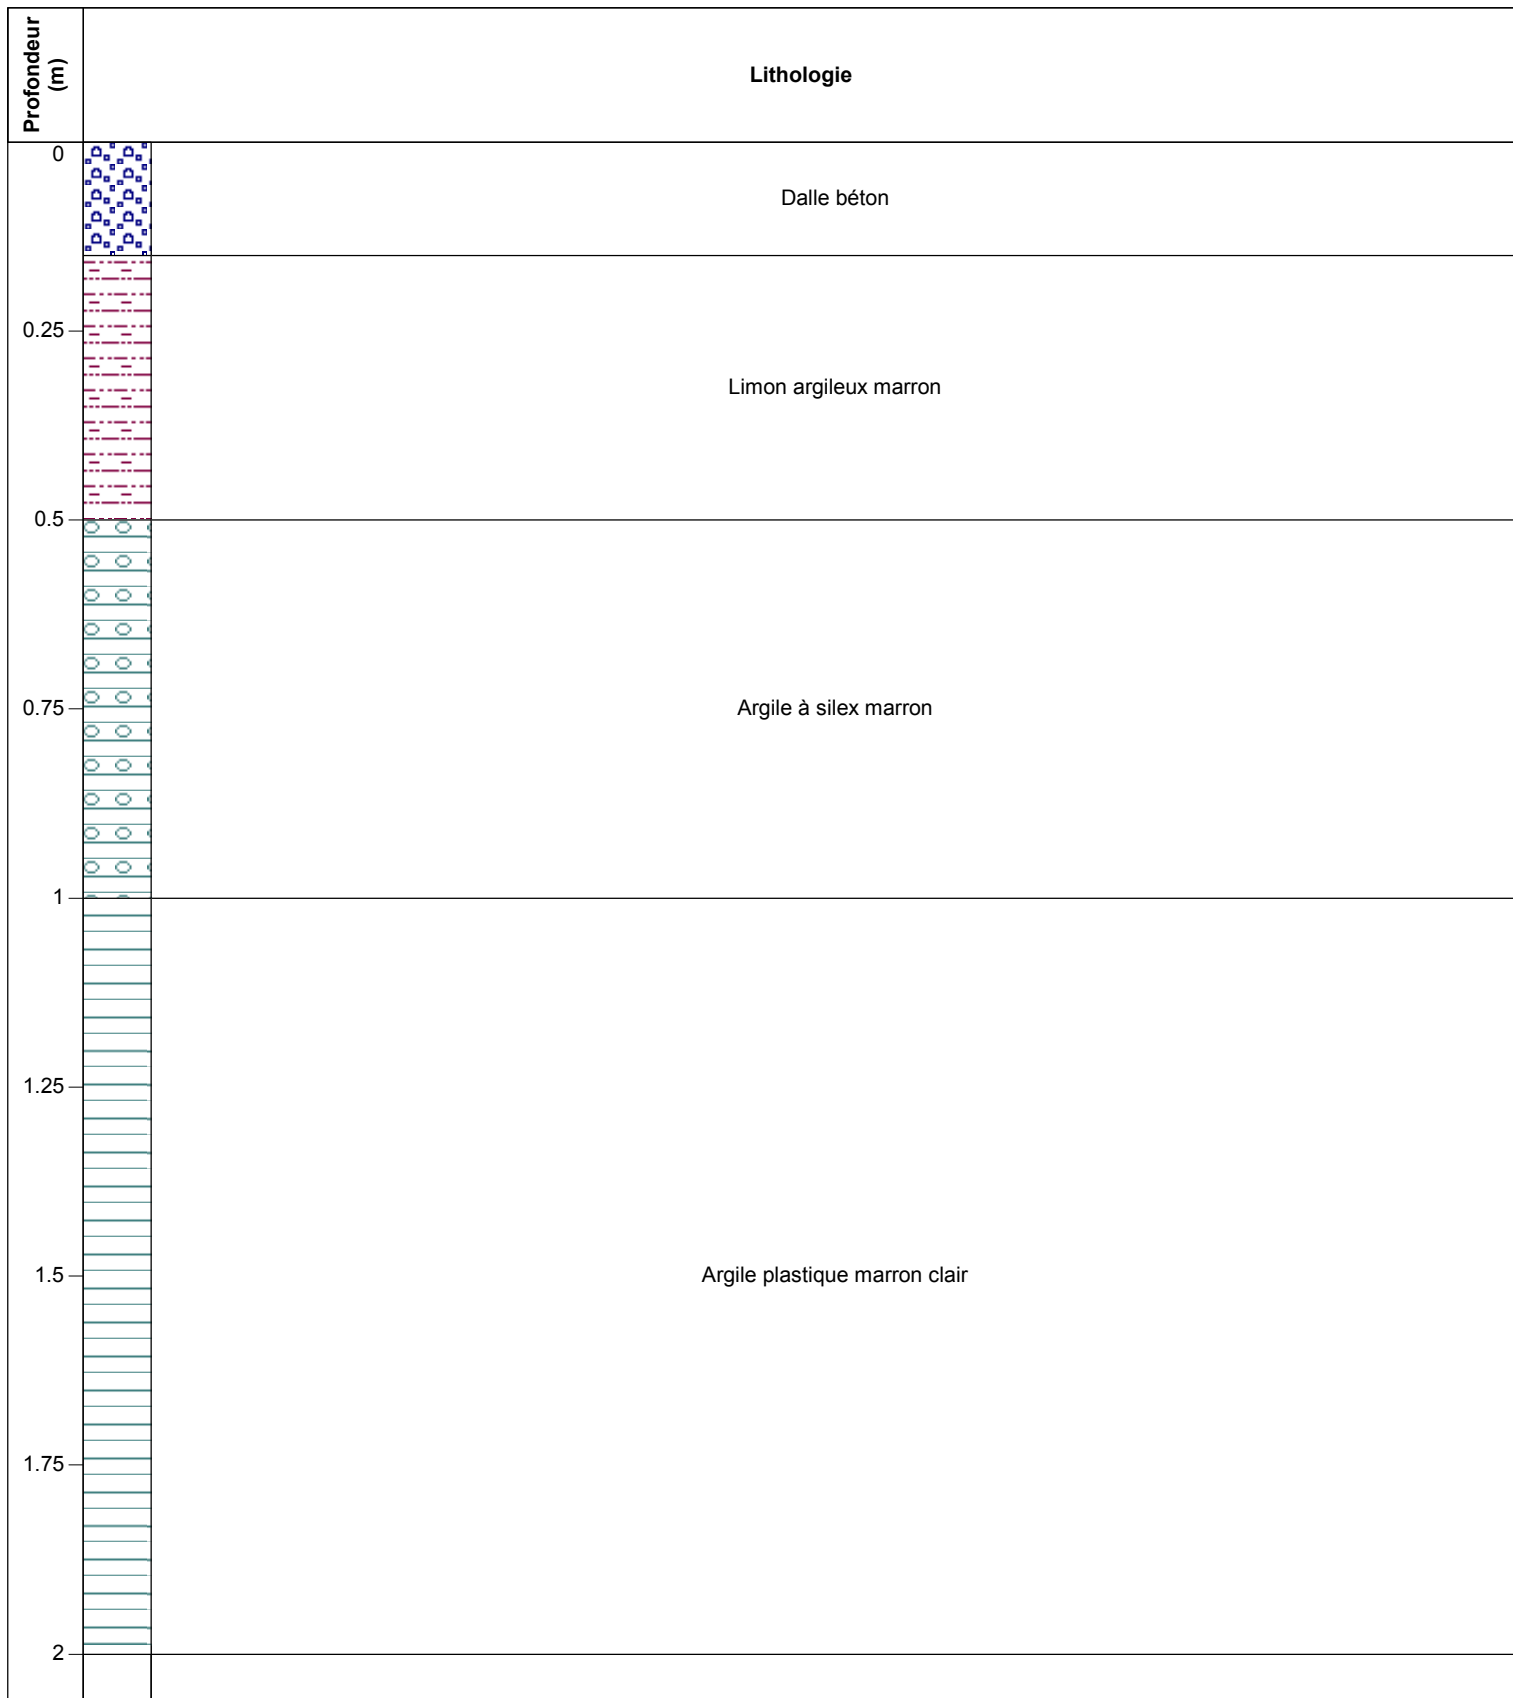 Profondeur
(m)
Lithologie
0
Dalle béton
0.25
Limon argileux marron
0.5
0.75
Argile à silex marron
1
1.25
1.5
Argile plastique marron clair
1.75
2